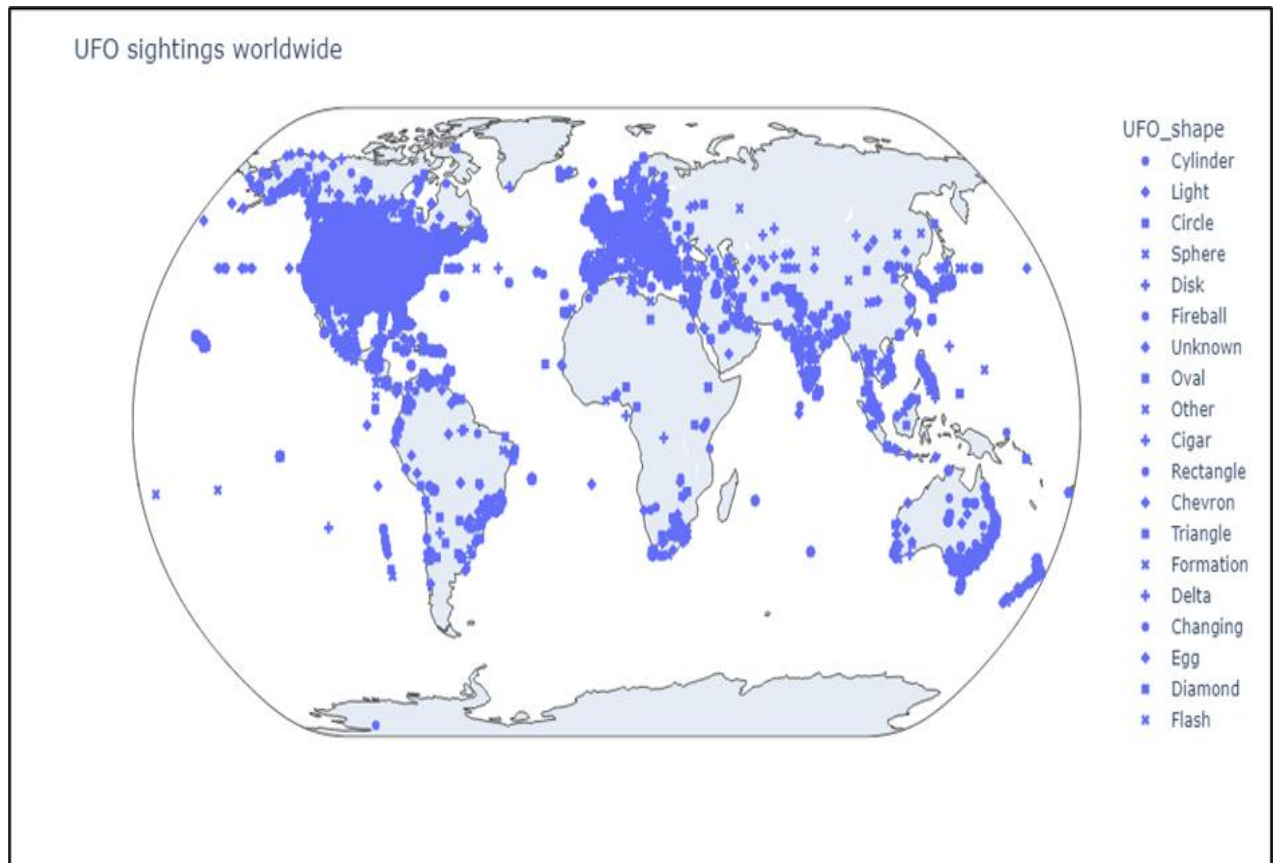 UFO sightings worldwide
UFO_shape
Cylinder
Light
Circle
Sphere
Disk
Fireball
Unknown
Oval
Other
Cigar
Rectangle
Chevron
Triangle
Formation
Delta
Changing
Egg
Diamond
Flash